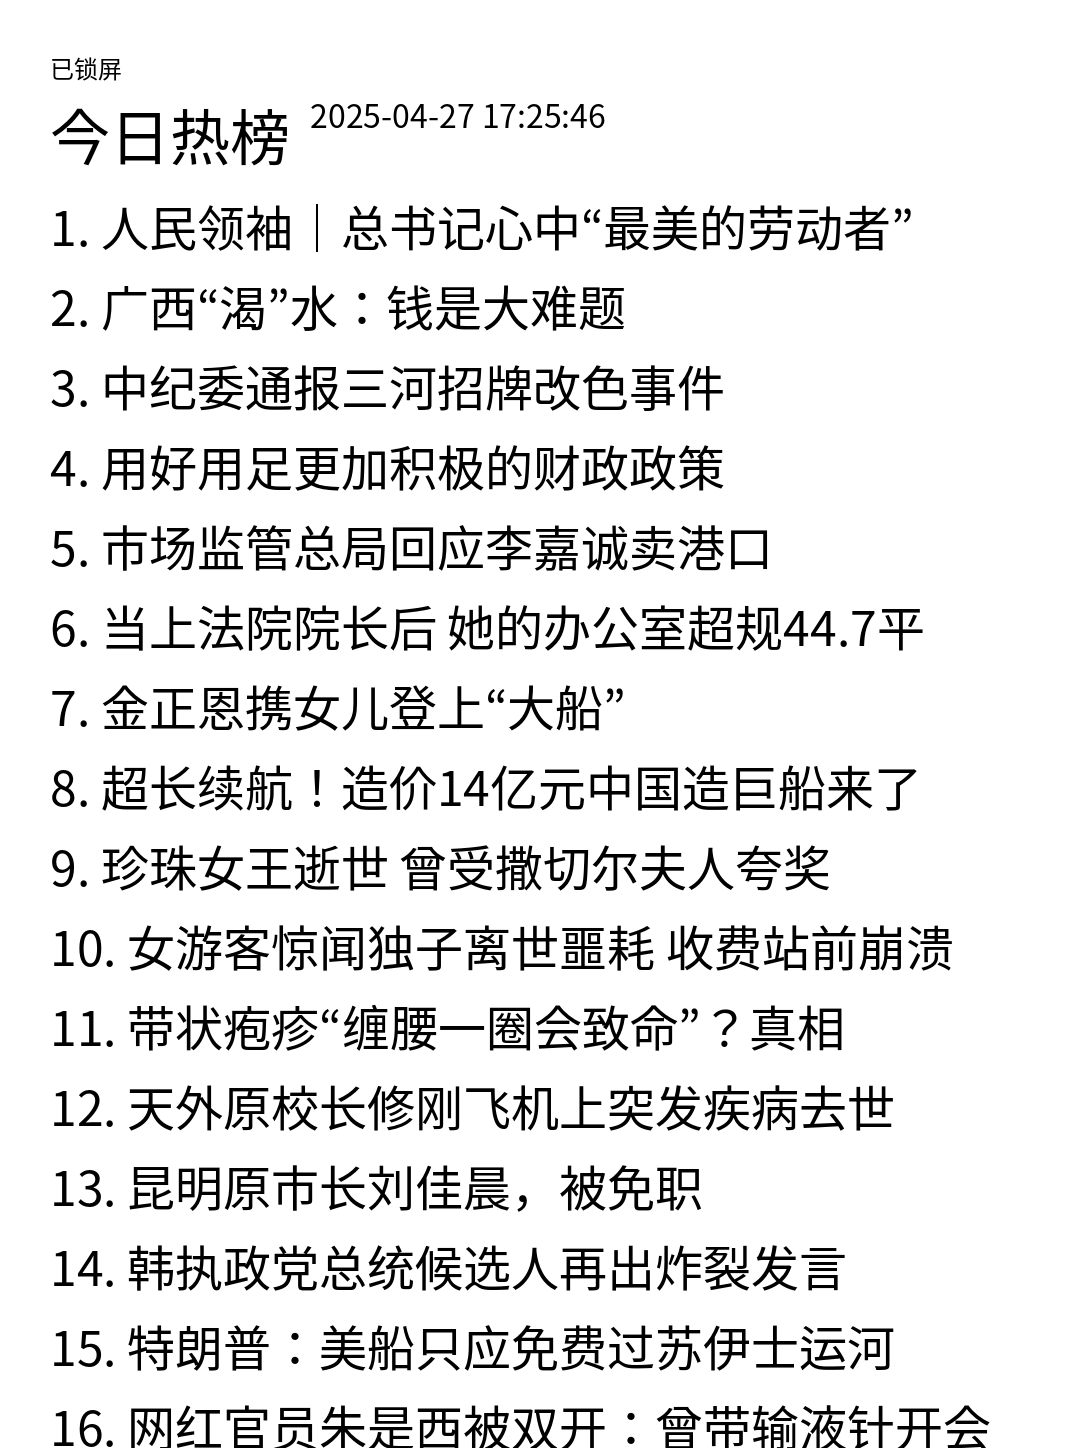 已锁屏
今日热榜 2025-04-27 17:25:46
1. 人民领袖｜总书记心中“最美的劳动者”
2. 广西“渴”水：钱是大难题
3. 中纪委通报三河招牌改色事件
4. 用好用足更加积极的财政政策
5. 市场监管总局回应李嘉诚卖港口
6. 当上法院院长后 她的办公室超规44.7平
7. 金正恩携女儿登上“大船”
8. 超长续航！造价14亿元中国造巨船来了
9. 珍珠女王逝世 曾受撒切尔夫人夸奖
10. 女游客惊闻独子离世噩耗 收费站前崩溃
11. 带状疱疹“缠腰一圈会致命”？真相
12. 天外原校长修刚飞机上突发疾病去世
13. 昆明原市长刘佳晨，被免职
14. 韩执政党总统候选人再出炸裂发言
15. 特朗普：美船只应免费过苏伊士运河
16. 网红官员朱是西被双开：曾带输液针开会